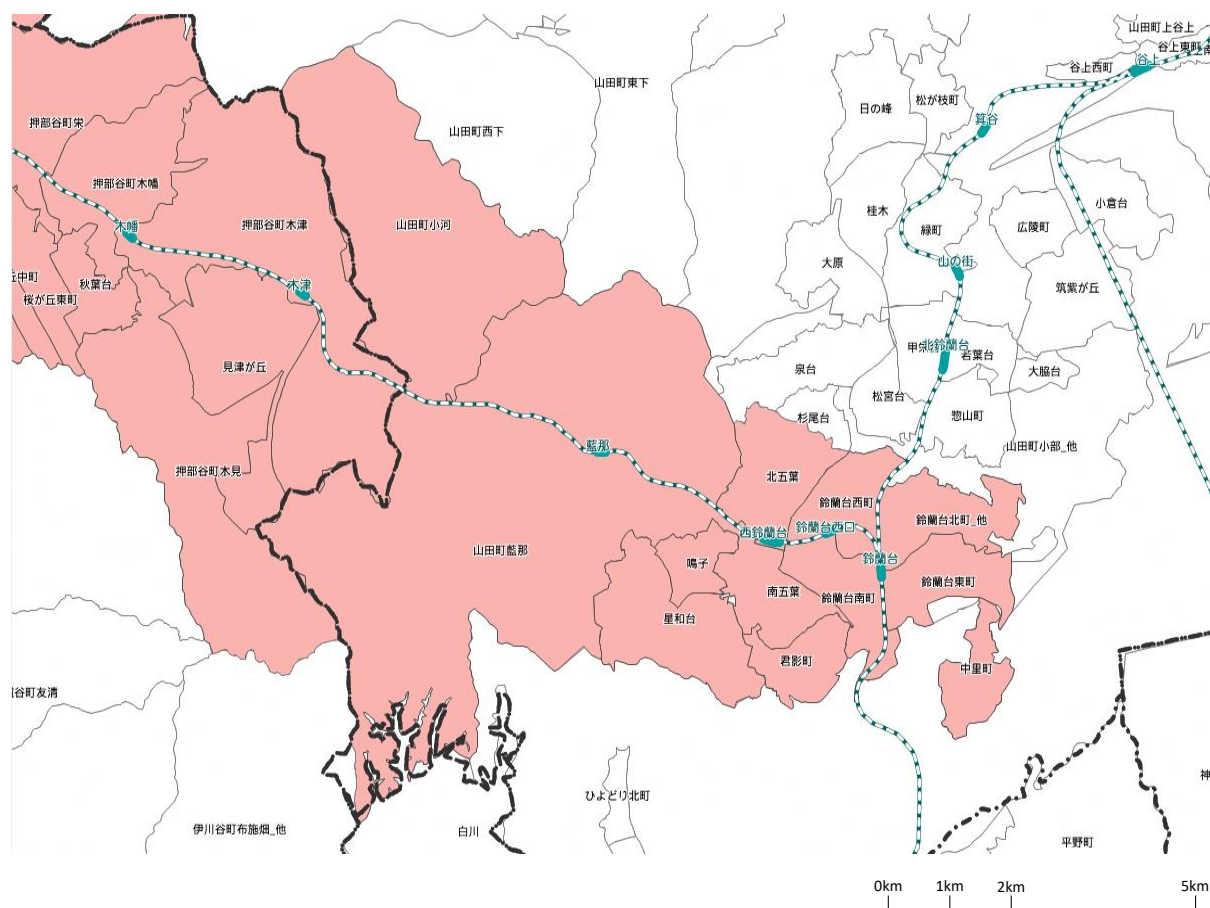 山田町上谷上
谷上東町
谷上
谷上西町
山田町東下
日の峰
松が枝町
箕谷
押部谷町栄
山田町西下
押部谷町木幡
木幡
押部谷町木津
山田町小河
桂木
緑町
広陵町
小倉台
大原
山の街
筑紫が丘
丘中町
秋葉台
桜が丘東町
木津
北鈴蘭台
若葉台
見津が丘
泉台
大脇台
松宮台
杉尾台
惣山町
山田町小部_他
藍那
押部谷町木見
北五葉
鈴蘭台西町
鈴蘭台北町_他
西鈴蘭台
鈴蘭台西口
山田町藍那
鳴子
鈴蘭台
南五葉
鈴蘭台南町
鈴蘭台東町
星和台
君影町
中里町
谷町友清
神
ひよどり北町
伊川谷町布施畑_他
白川
平野町
0km
1km
2km
5km